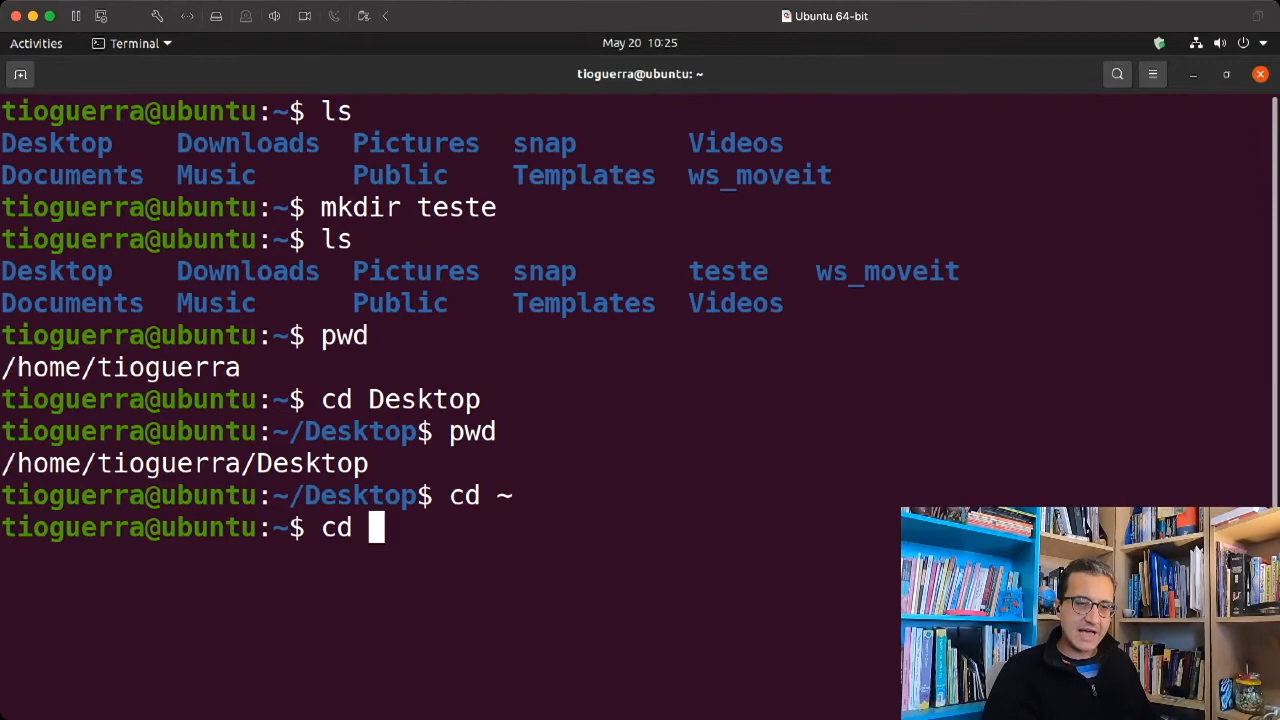 Ubuntu 64-bit
Activities Terminal May 20 10:25
tioguerra@ubuntu: ~
tioguerra@ubuntu:~$ ls
Desktop Downloads Pictures snap Videos
Documents Music Public Templates ws_moveit
tioguerra@ubuntu:~$ mkdir teste
tioguerra@ubuntu:~$ ls
Desktop Downloads Pictures snap teste ws_moveit
Documents Music Public Templates Videos
tioguerra@ubuntu:~$ pwd
/home/tioguerra
tioguerra@ubuntu:~$ cd Desktop
tioguerra@ubuntu:~/Desktop$ pwd
/home/tioguerra/Desktop
tioguerra@ubuntu:~/Desktop$ cd ~
tioguerra@ubuntu:~$ cd